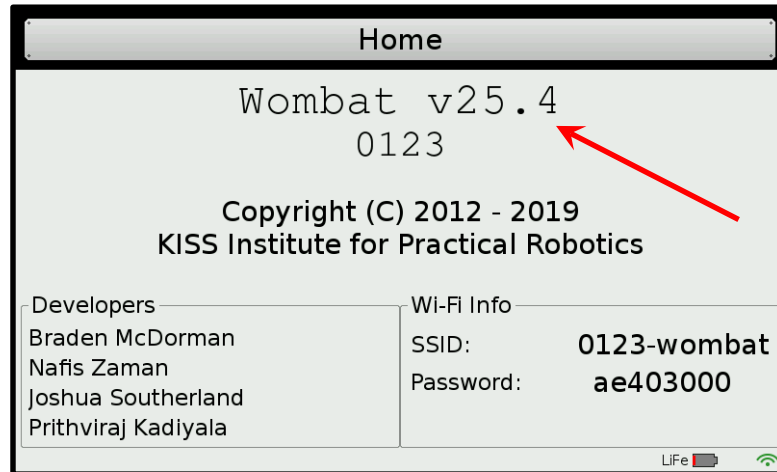 Home
Wombat v25.4
0123
Copyright (C) 2012 - 2019
KISS Institute for Practical Robotics
Developers
Braden McDorman
Nafis Zaman
Joshua Southerland
Prithviraj Kadiyala
Wi-Fi Info
SSID: 0123-wombat
Password: ae403000
LiFe